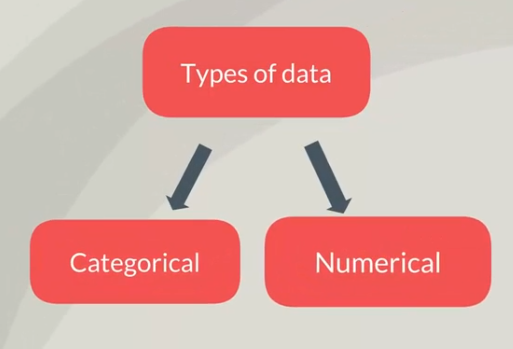 Types of data
Categorical
Numerical